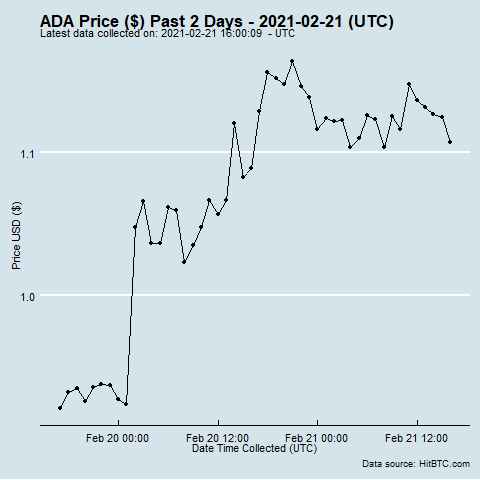 ADA Price ($) Past 2 Days - 2021-02-21 (UTC)
Latest data collected on: 2021-02-21 16:00:09  - UTC
1.1
Price USD ($)
1.0
Feb 20 00:00 Feb 20 12:00 Feb 21 00:00 Feb 21 12:00
Date Time Collected (UTC)
Data source: HitBTC.com